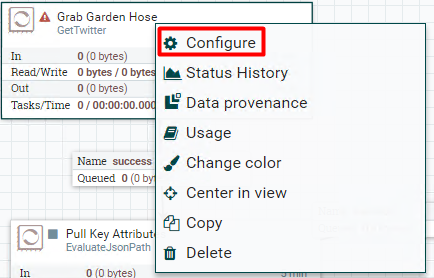 Grab Garden Hose
GetTwitter
In 0 (0 bytes)
Read/Write 0 bytes / 0 bytes
Out 0 (0 bytes)
Tasks/Time 0 / 00:00:00.000
Configure
Status History
Data provenance
Usage
Change color
Center in view
Copy
Delete
Name success
Queued 0 (0 by
Pull Key Attribute
EvaluateJsonPath
In 0 (0 bytes) 5 min